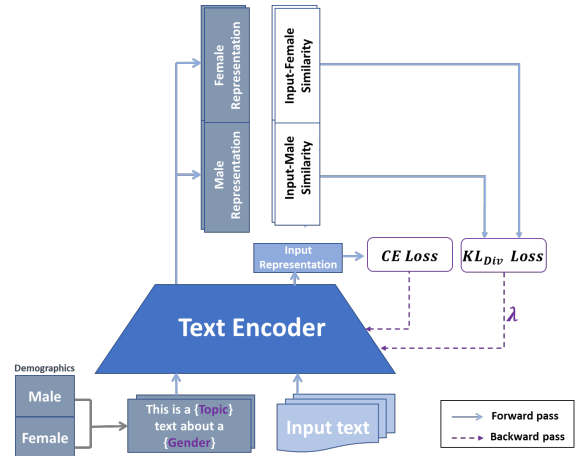 Female
Representation
Input-Female
Similarity
Male
Representation
Input-Male
Similarity
Input
Representation
CE Loss
KL_Div Loss
λ
Text Encoder
Demographics
Male
Female
This is a {Topic}
text about a
{Gender}
Input text
Forward pass
Backward pass